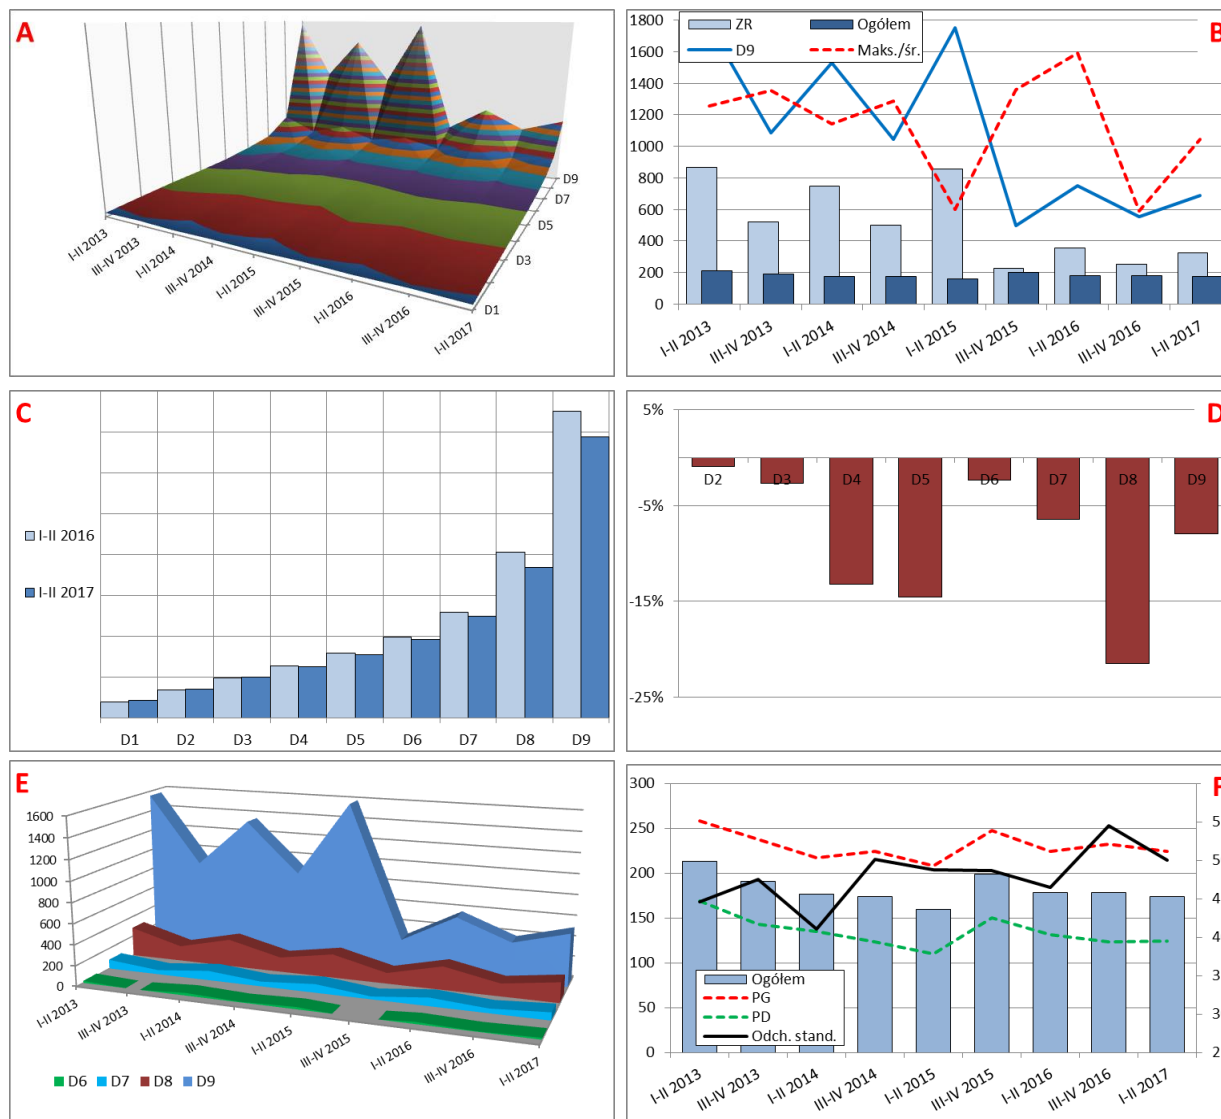 A
D9
D7
D5
D3
D1
I-II 2013
III-IV 2013
I-II 2014
III-IV 2014
I-II 2015
III-IV 2015
I-II 2016
III-IV 2016
I-II 2017
B
ZR
Ogółem
D9
Maks./śr.
1800
1600
1400
1200
1000
800
600
400
200
0
I-II 2013
III-IV 2013
I-II 2014
III-IV 2014
I-II 2015
III-IV 2015
I-II 2016
III-IV 2016
I-II 2017
C
I-II 2016
I-II 2017
D1 D2 D3 D4 D5 D6 D7 D8 D9
D
5%
-5%
-15%
-25%
D2 D3 D4 D5 D6 D7 D8 D9
E
1600
1400
1200
1000
800
600
400
200
0
I-II 2013
III-IV 2013
I-II 2014
III-IV 2014
I-II 2015
III-IV 2015
I-II 2016
III-IV 2016
I-II 2017
D6 D7 D8 D9
F
300
250
200
150
100
50
0
5
5
4
4
3
3
2
Ogółem
PG
PD
Odch. stand.
I-II 2013
III-IV 2013
I-II 2014
III-IV 2014
I-II 2015
III-IV 2015
I-II 2016
III-IV 2016
I-II 2017